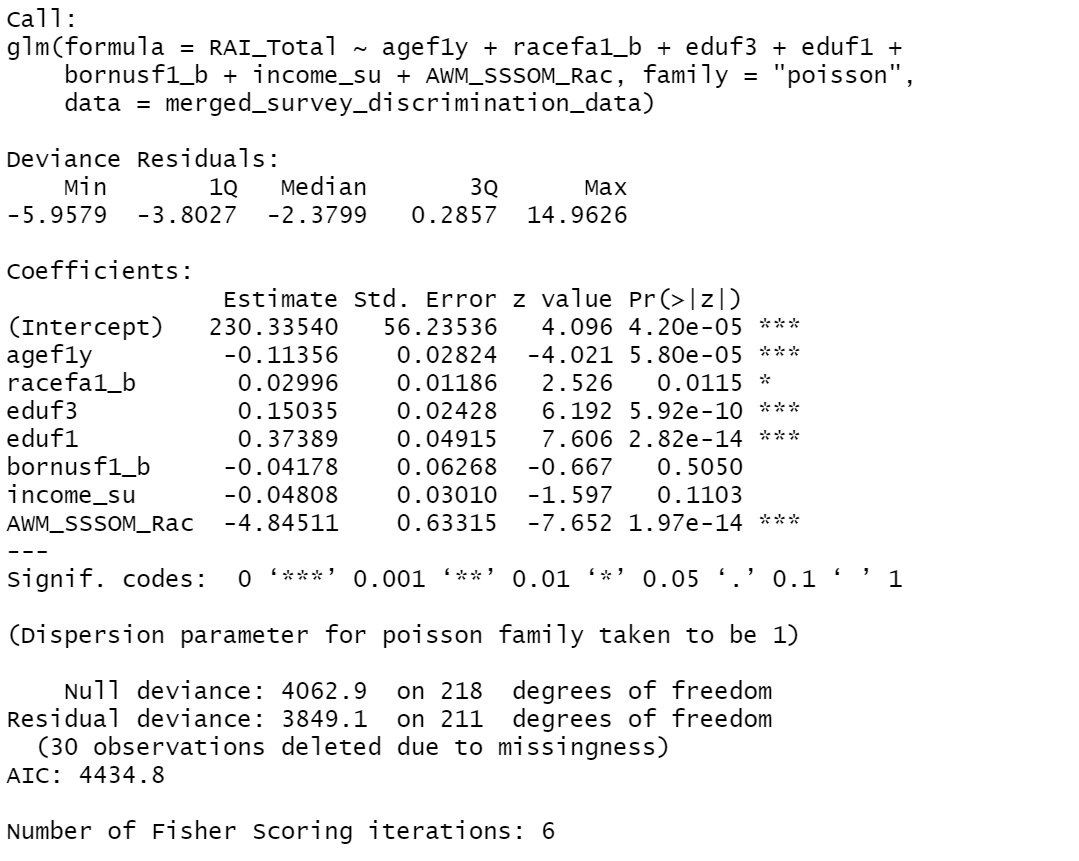 Call:
glm(formula = RAI_Total ~ agef1y + racefa1_b + eduf3 + eduf1 +
    bornusf1_b + income_su + AWM_SSSOM_Rac, family = "poisson",
    data = merged_survey_discrimination_data)

Deviance Residuals:
    Min       1Q   Median       3Q      Max
-5.9579  -3.8027  -2.3799   0.2857  14.9626

Coefficients:
               Estimate Std. Error z value Pr(>|z|)
(Intercept)   230.33540   56.23536   4.096 4.20e-05 ***
agef1y         -0.11356    0.02824  -4.021 5.80e-05 ***
racefa1_b       0.02996    0.01186   2.526   0.0115 *
eduf3           0.15035    0.02428   6.192 5.92e-10 ***
eduf1           0.37389    0.04915   7.606 2.82e-14 ***
bornusf1_b     -0.04178    0.06268  -0.667   0.5050
income_su      -0.04808    0.03010  -1.597   0.1103
AWM_SSSOM_Rac  -4.84511    0.63315  -7.652 1.97e-14 ***
---
Signif. codes:  0 ‘***’ 0.001 ‘**’ 0.01 ‘*’ 0.05 ‘.’ 0.1 ‘ ’ 1

(Dispersion parameter for poisson family taken to be 1)

    Null deviance: 4062.9  on 218  degrees of freedom
Residual deviance: 3849.1  on 211  degrees of freedom
  (30 observations deleted due to missingness)
AIC: 4434.8

Number of Fisher Scoring iterations: 6